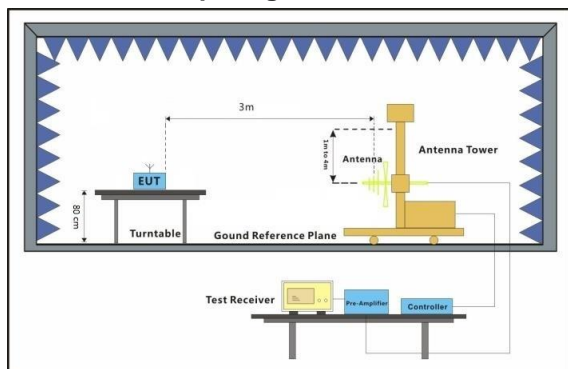 3m
1m to 4m
Antenna
Antenna Tower
EUT
80 cm
Turntable
Gound Reference Plane
Test Receiver
Pre-Amplifier
Controller